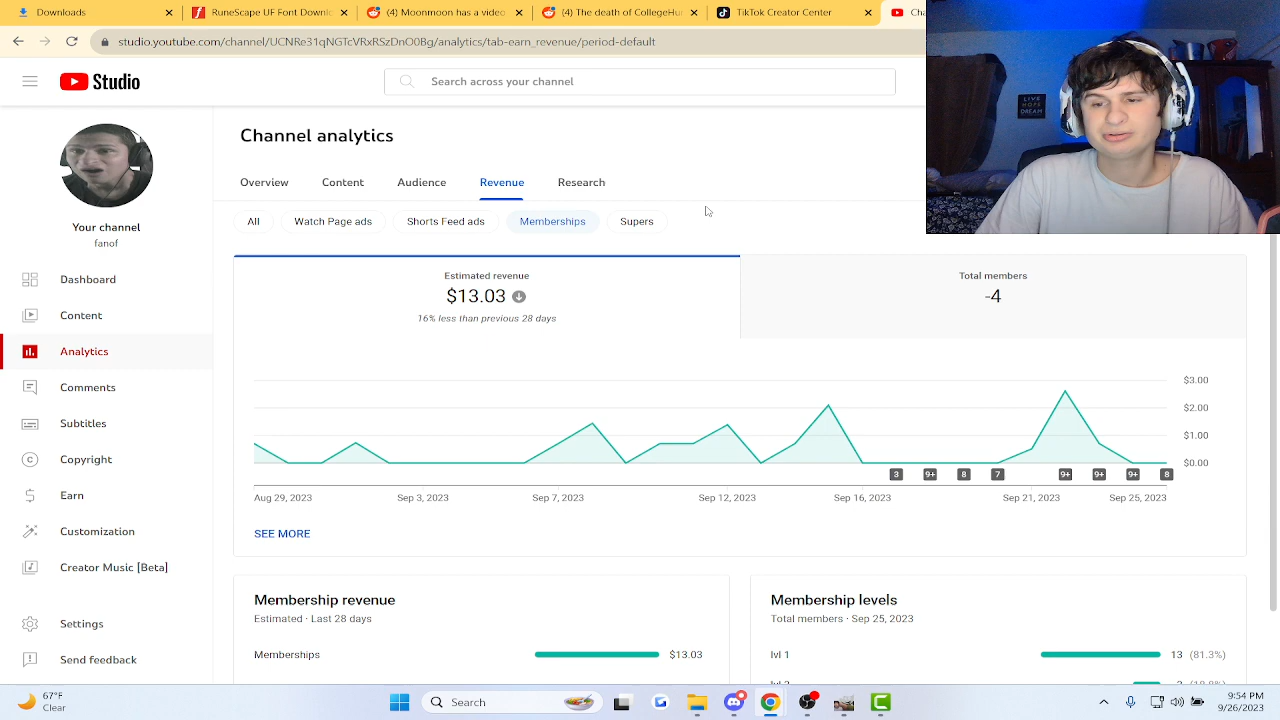 Downloads
RuneScape UF Font Downlo
(4) Moonmoon has a video
(4) The death of CollegeHu
TikTok Creator Center
Cha
studio.youtube.com/channel/UCNRe31qNGTcVRxRSzDnO0Bg/analytics/tab-earn_revenue/period-default
Studio
Search across your channel
LIVE
HOPE
DREAM
Channel analytics
Overview
Content
Audience
Revenue
Research
All
Watch Page ads
Shorts Feed ads
Memberships
Supers
Your channel
fanof
Dashboard
Content
Analytics
Comments
Subtitles
Copyright
Earn
Customization
Creator Music [Beta]
Settings
Send feedback
Estimated revenue
$13.03
16% less than previous 28 days
Total members
-4
$3.00
$2.00
$1.00
$0.00
3 9+ 8 7 9+ 9+ 9+ 8
Aug 29, 2023 Sep 3, 2023 Sep 7, 2023 Sep 12, 2023 Sep 16, 2023 Sep 21, 2023 Sep 25, 2023
SEE MORE
Membership revenue
Estimated · Last 28 days
Memberships $13.03
Membership levels
Total members · Sep 25, 2023
lvl 1 13 (81.3%)
67°F
Clear
Search
9:54 PM
9/26/2023